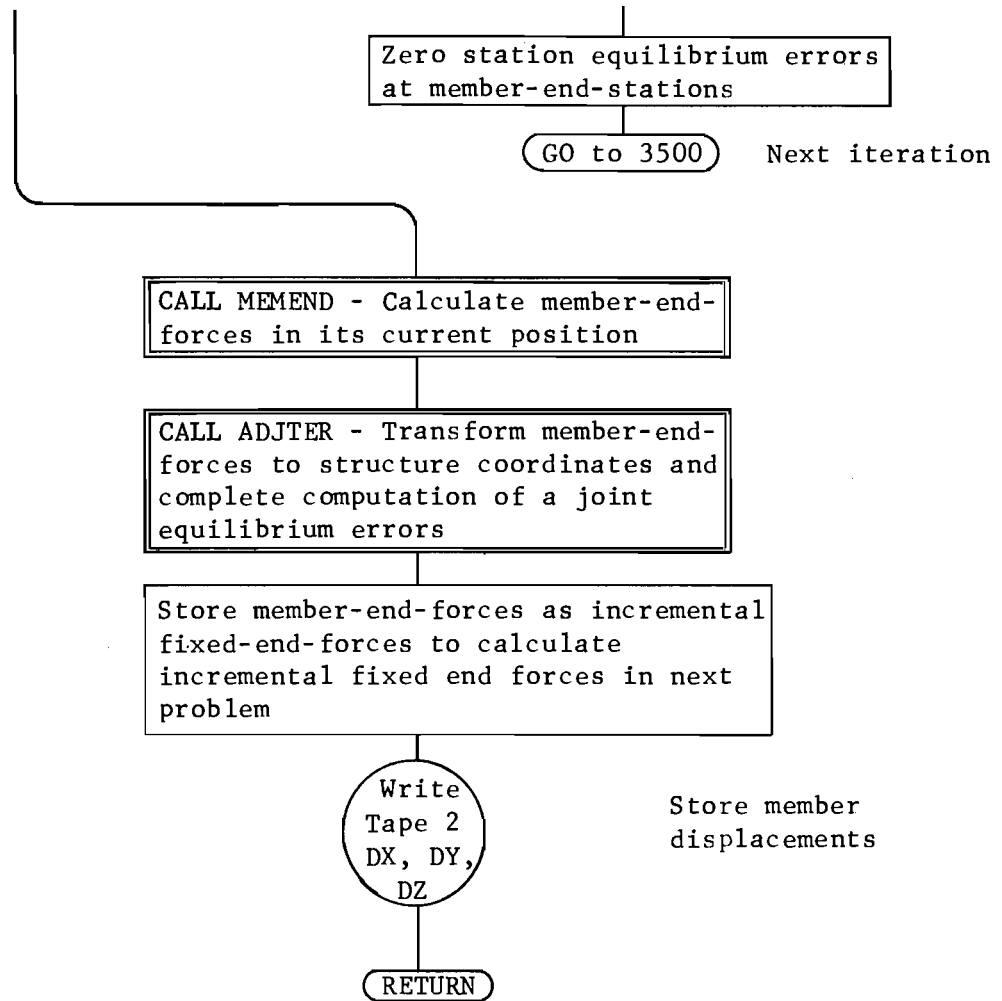 Zero station equilibrium errors
at member-end-stations
GO to 3500
Next iteration
CALL MEMEND - Calculate member-end-
forces in its current position
CALL ADJTER - Transform member-end-
forces to structure coordinates and
complete computation of a joint
equilibrium errors
Store member-end-forces as incremental
fixed-end-forces to calculate
incremental fixed end forces in next
problem
Write
Tape 2
DX, DY,
DZ
Store member
displacements
RETURN